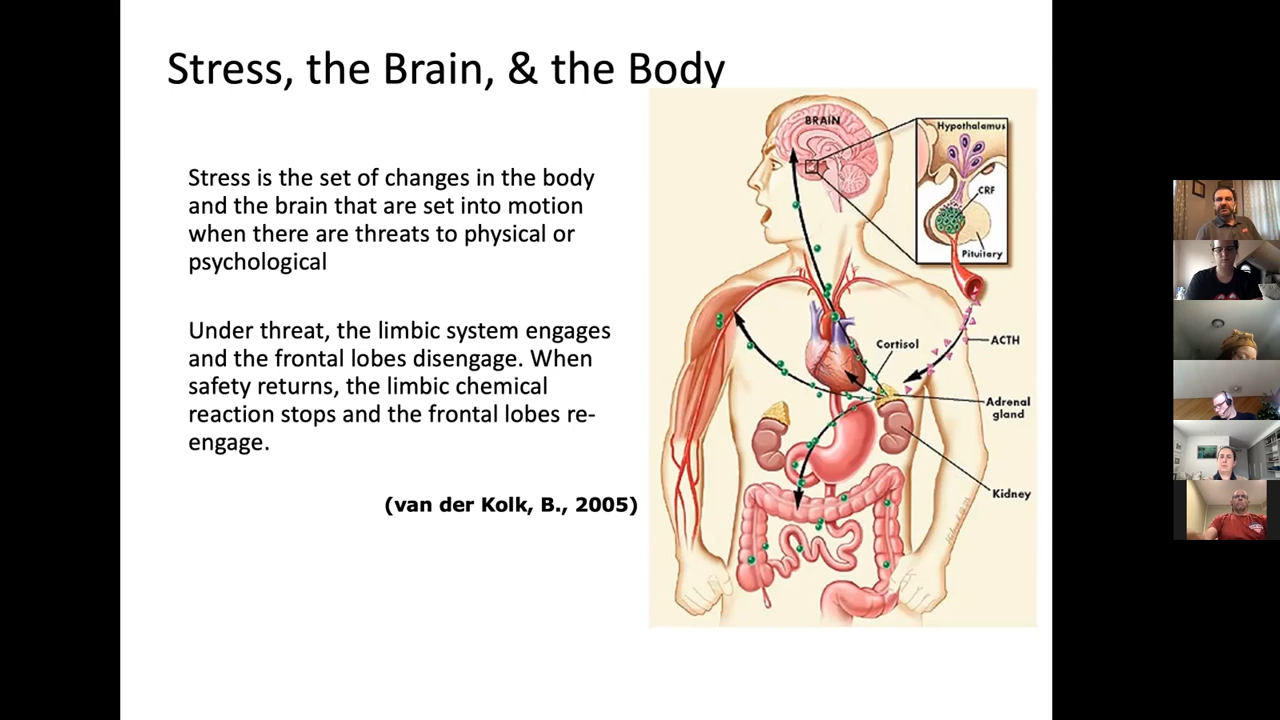 Stress, the Brain, & the Body
Stress is the set of changes in the body
and the brain that are set into motion
when there are threats to physical or
psychological
Under threat, the limbic system engages
and the frontal lobes disengage. When
safety returns, the limbic chemical
reaction stops and the frontal lobes re-
engage.
(van der Kolk, B., 2005)
BRAIN
Hypothalamus
CRF
Pituitary
ACTH
Cortisol
Adrenal
gland
Kidney